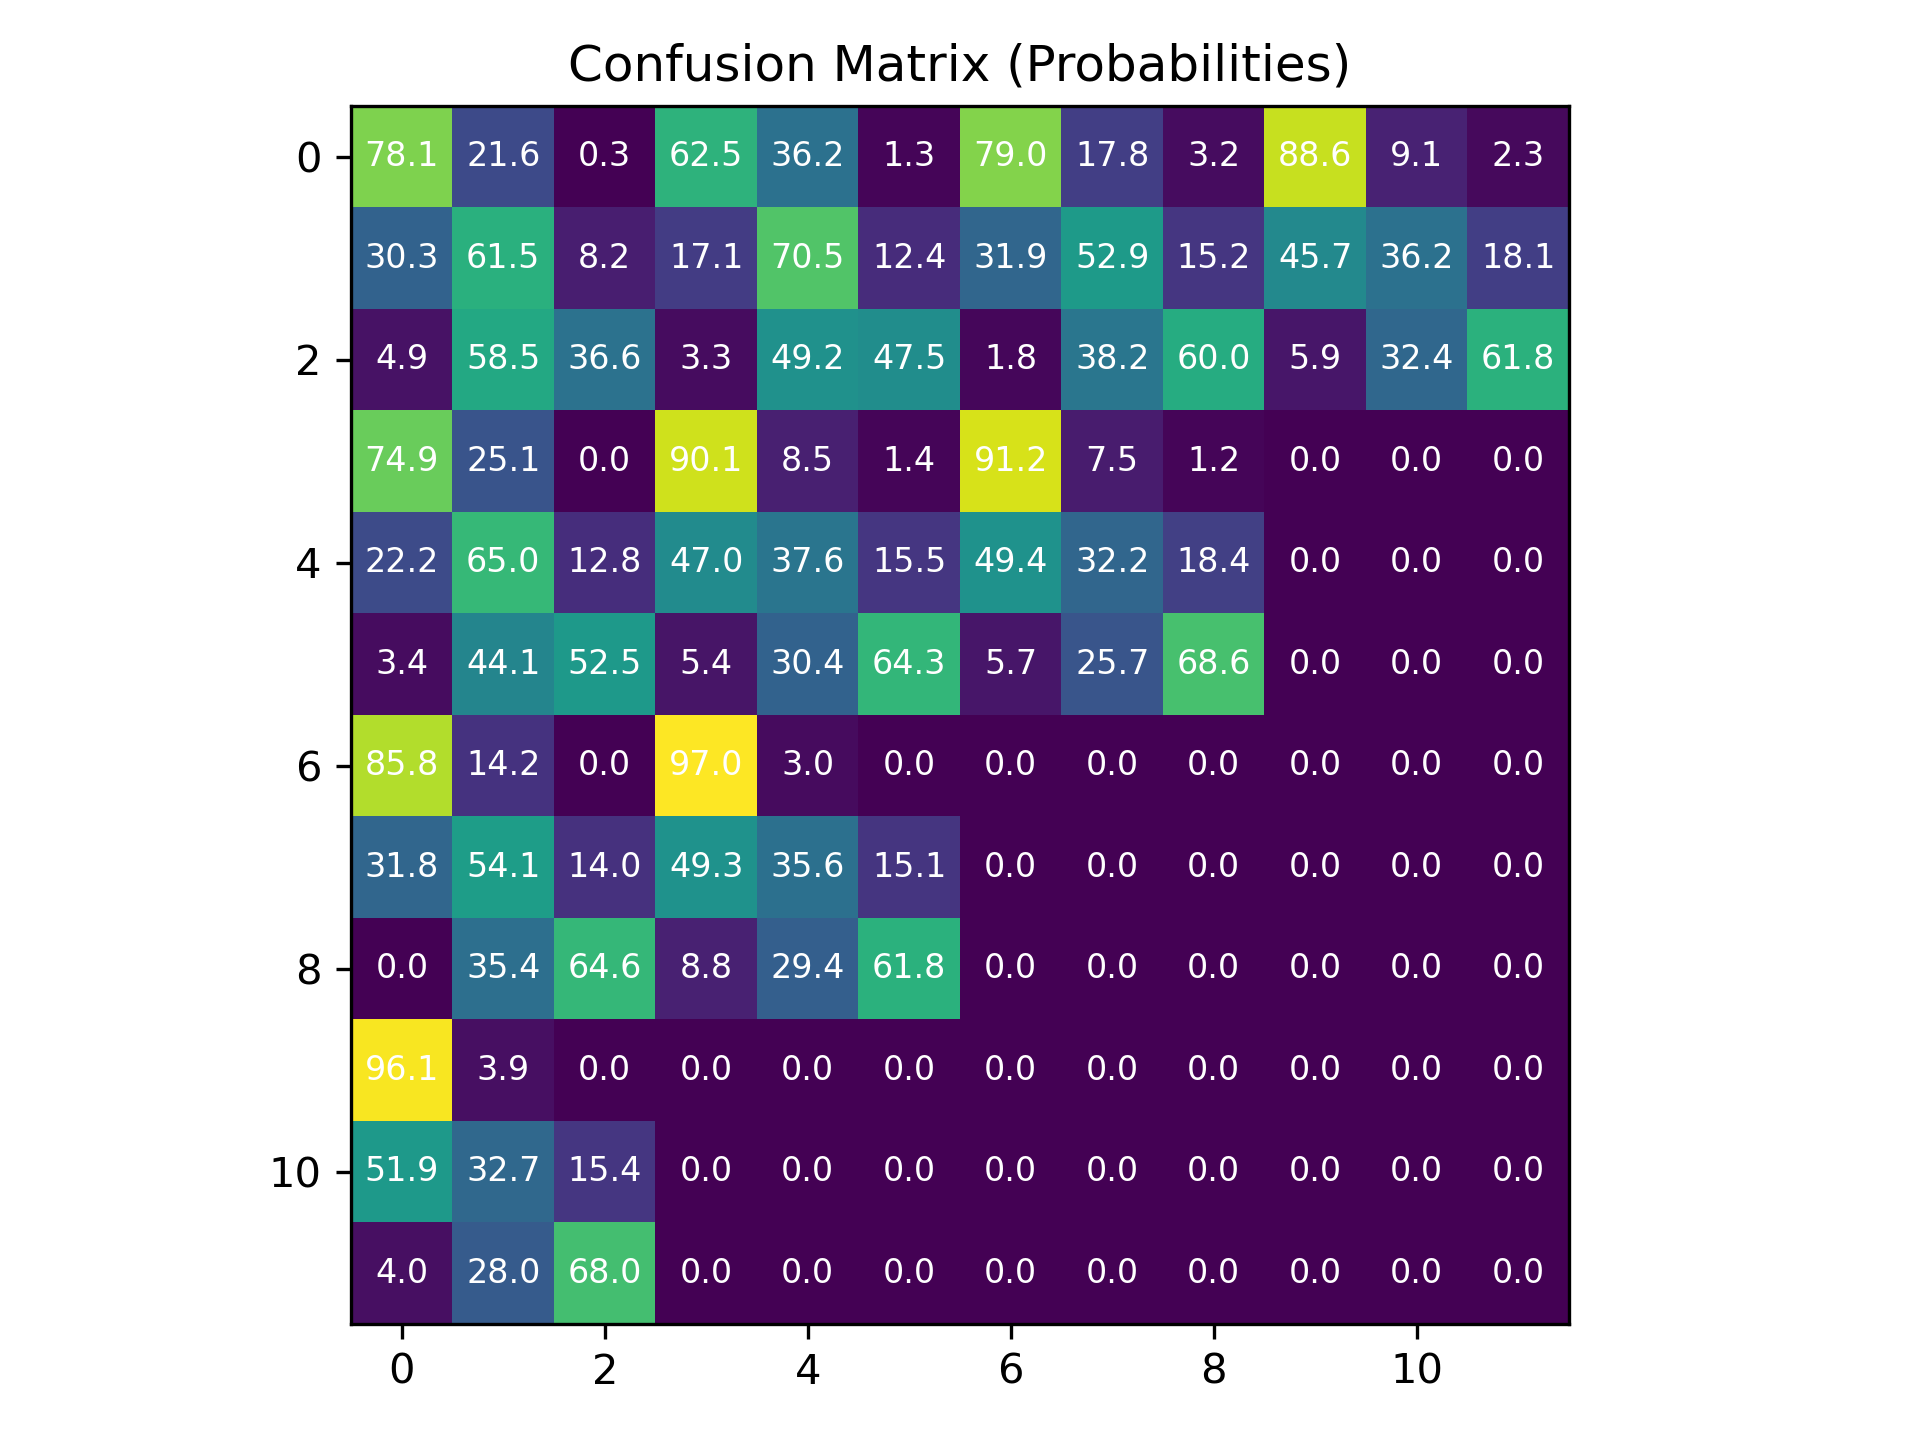 Confusion Matrix (Probabilities)
0 78.1 21.6 0.3 62.5 36.2 1.3 79.0 17.8 3.2 88.6 9.1 2.3
30.3 61.5 8.2 17.1 70.5 12.4 31.9 52.9 15.2 45.7 36.2 18.1
2 4.9 58.5 36.6 3.3 49.2 47.5 1.8 38.2 60.0 5.9 32.4 61.8
74.9 25.1 0.0 90.1 8.5 1.4 91.2 7.5 1.2 0.0 0.0 0.0
4 22.2 65.0 12.8 47.0 37.6 15.5 49.4 32.2 18.4 0.0 0.0 0.0
3.4 44.1 52.5 5.4 30.4 64.3 5.7 25.7 68.6 0.0 0.0 0.0
6 85.8 14.2 0.0 97.0 3.0 0.0 0.0 0.0 0.0 0.0 0.0 0.0
31.8 54.1 14.0 49.3 35.6 15.1 0.0 0.0 0.0 0.0 0.0 0.0
8 0.0 35.4 64.6 8.8 29.4 61.8 0.0 0.0 0.0 0.0 0.0 0.0
96.1 3.9 0.0 0.0 0.0 0.0 0.0 0.0 0.0 0.0 0.0 0.0
10 51.9 32.7 15.4 0.0 0.0 0.0 0.0 0.0 0.0 0.0 0.0 0.0
4.0 28.0 68.0 0.0 0.0 0.0 0.0 0.0 0.0 0.0 0.0 0.0
0 2 4 6 8 10